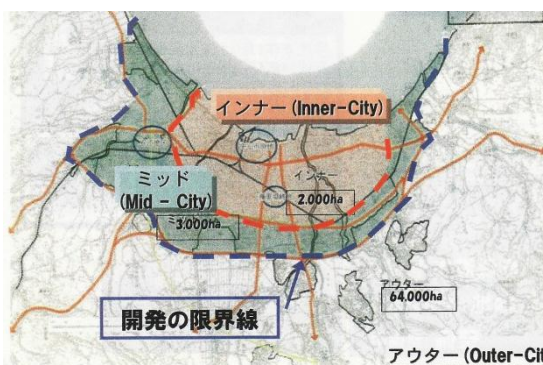 インナー (Inner-City)
ミッド
(Mid - City)
インナー
2.000ha
3.000ha
アウター
64.000ha
開発の限界線
アウター (Outer-Cit